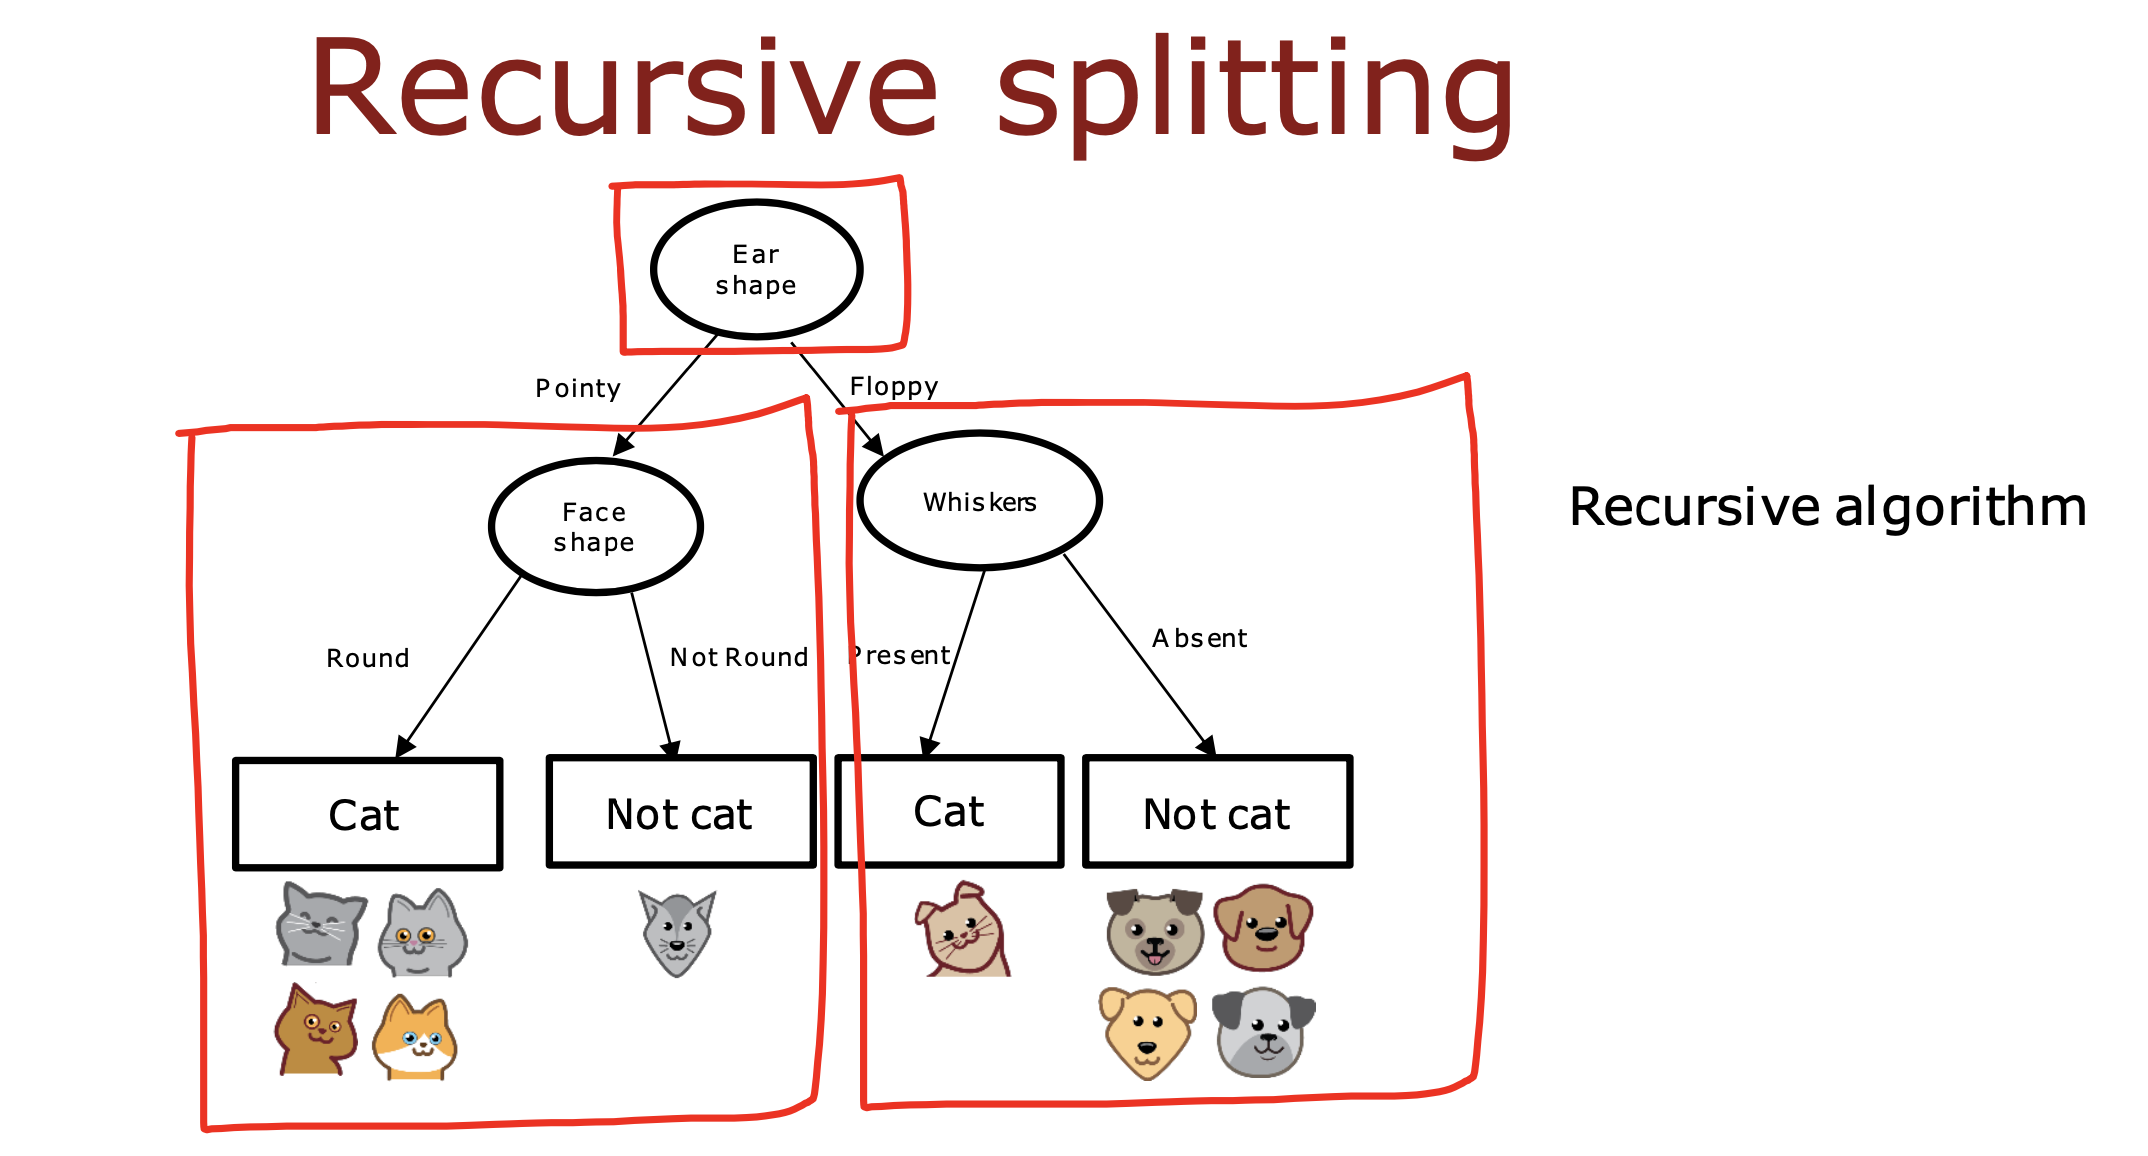 Recursive splitting
Ear
shape
Pointy
Floppy
Face
shape
Whiskers
Recursive algorithm
Round
Not Round
Present
Absent
Cat
Not cat
Cat
Not cat